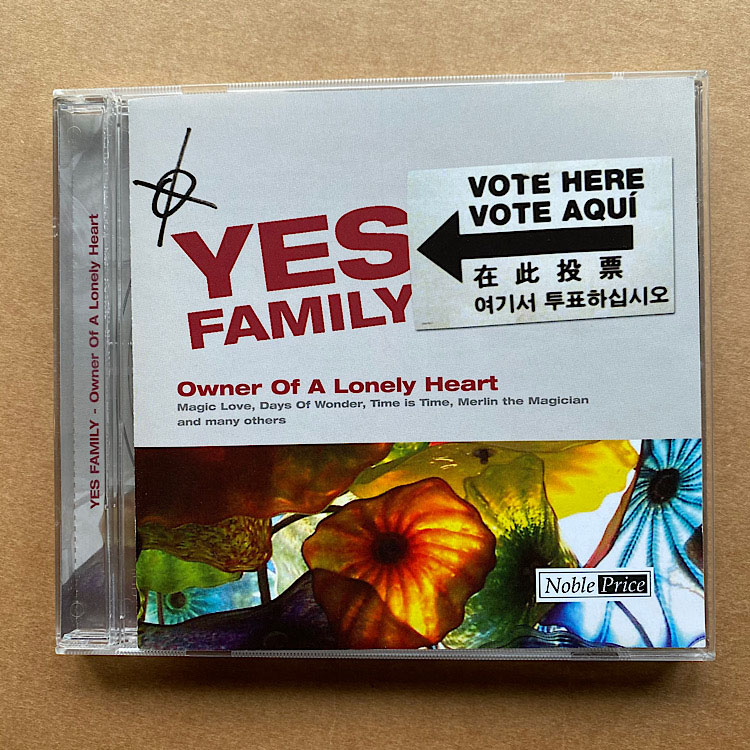 YES FAMILY - Owner Of A Lonely Heart
YES
FAMILY
VOTE HERE
VOTE AQUÍ
在此投票
여기서 투표하십시오
Owner Of A Lonely Heart
Magic Love, Days Of Wonder, Time is Time, Merlin the Magician
and many others
Noble Price